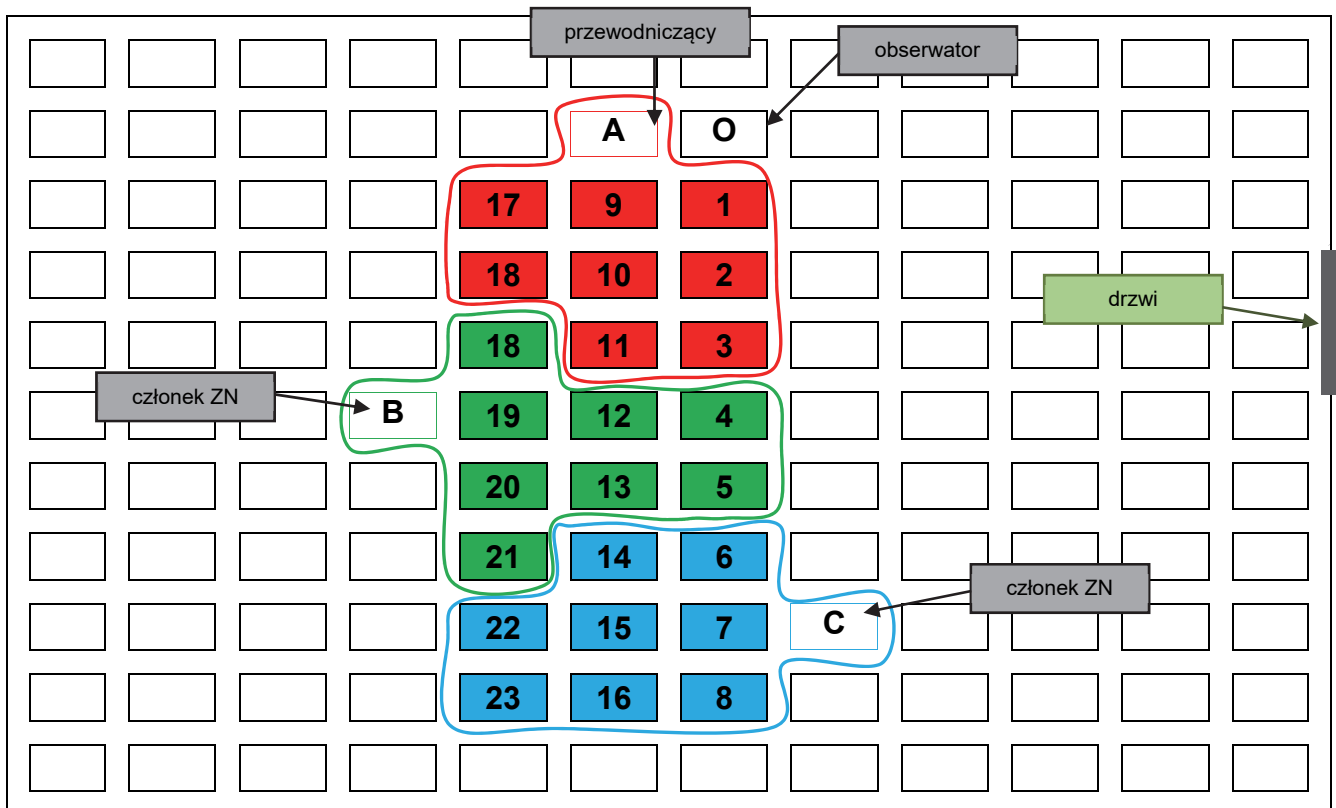 przewodniczący
obserwator
A O
17 9 1
18 10 2
drzwi
18 11 3
członek ZN
B 19 12 4
20 13 5
21 14 6
członek ZN
22 15 7 C
23 16 8